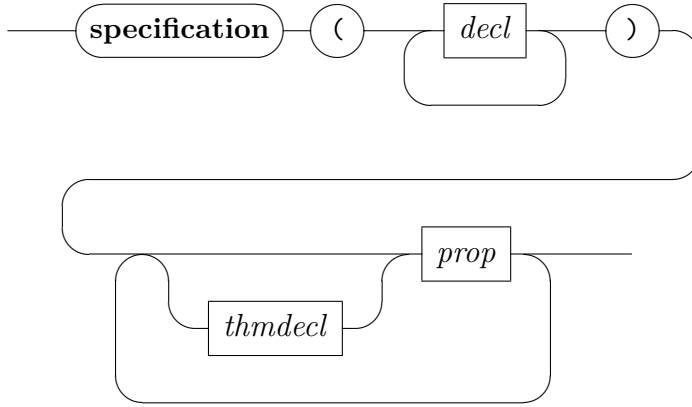 specification ( decl )
prop
thmdecl